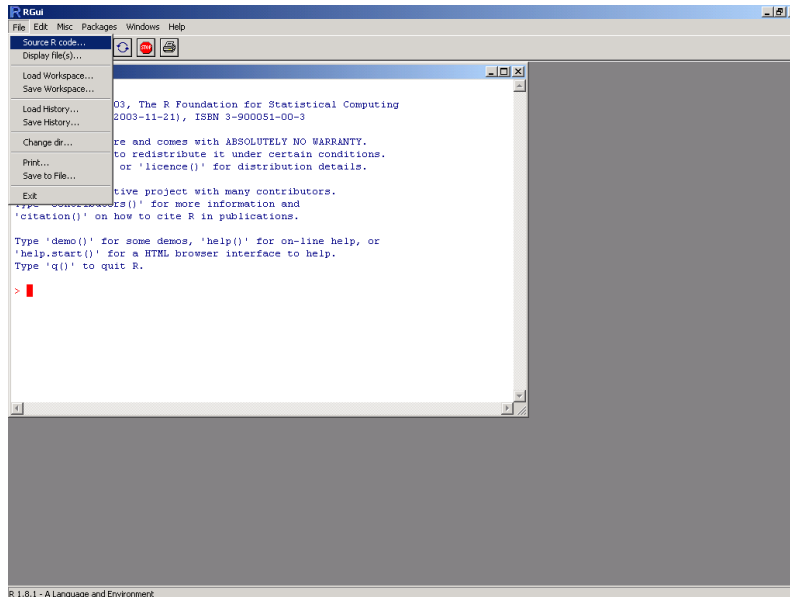 RGui
File Edit Misc Packages Windows Help
Source R code...
Display file(s)...
Load Workspace...
Save Workspace...
Load History...
Save History...
Change dir...
Print...
Save to File...
Exit
03, The R Foundation for Statistical Computing
2003-11-21), ISBN 3-900051-00-3
re and comes with ABSOLUTELY NO WARRANTY.
to redistribute it under certain conditions.
or 'licence()' for distribution details.
tive project with many contributors.
Type 'contributors()' for more information and
'citation()' on how to cite R in publications.
Type 'demo()' for some demos, 'help()' for on-line help, or
'help.start()' for a HTML browser interface to help.
Type 'q()' to quit R.
>
R 1.8.1 - A Language and Environment